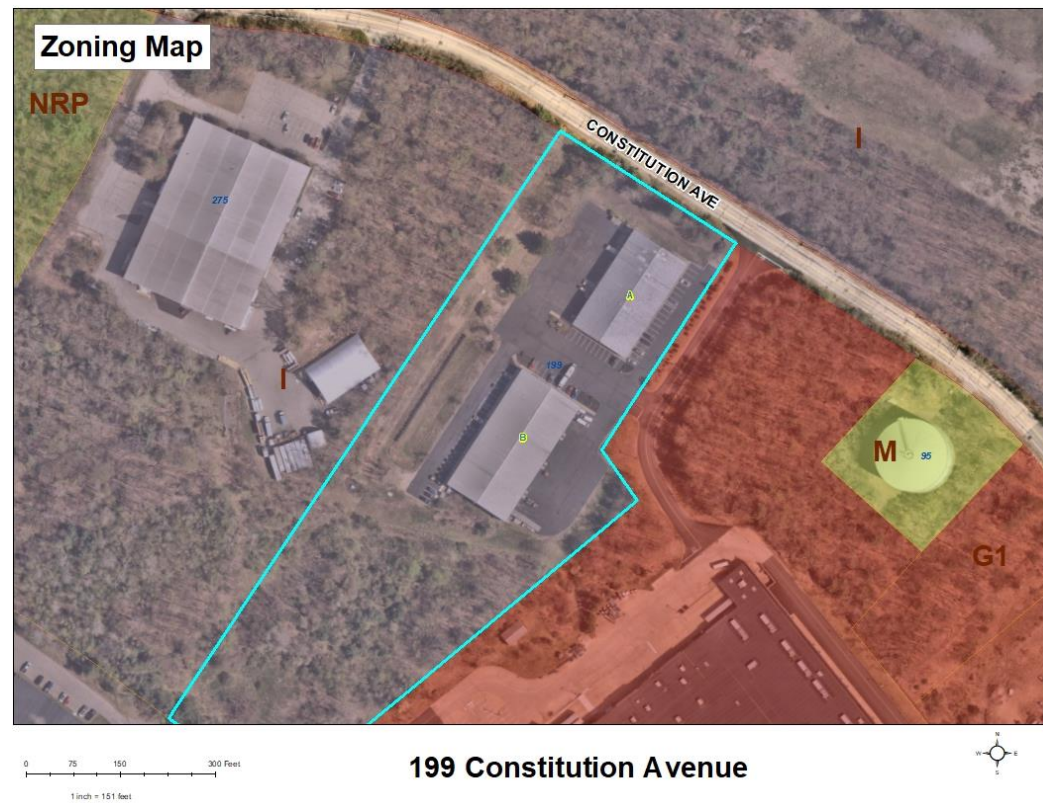 Zoning Map
NRP
CONSTITUTION AVE
I
275
A
I
199
B
M
95
G1
0 75 150 300 Feet
1 inch = 151 feet
199 Constitution Avenue
N
W E
S